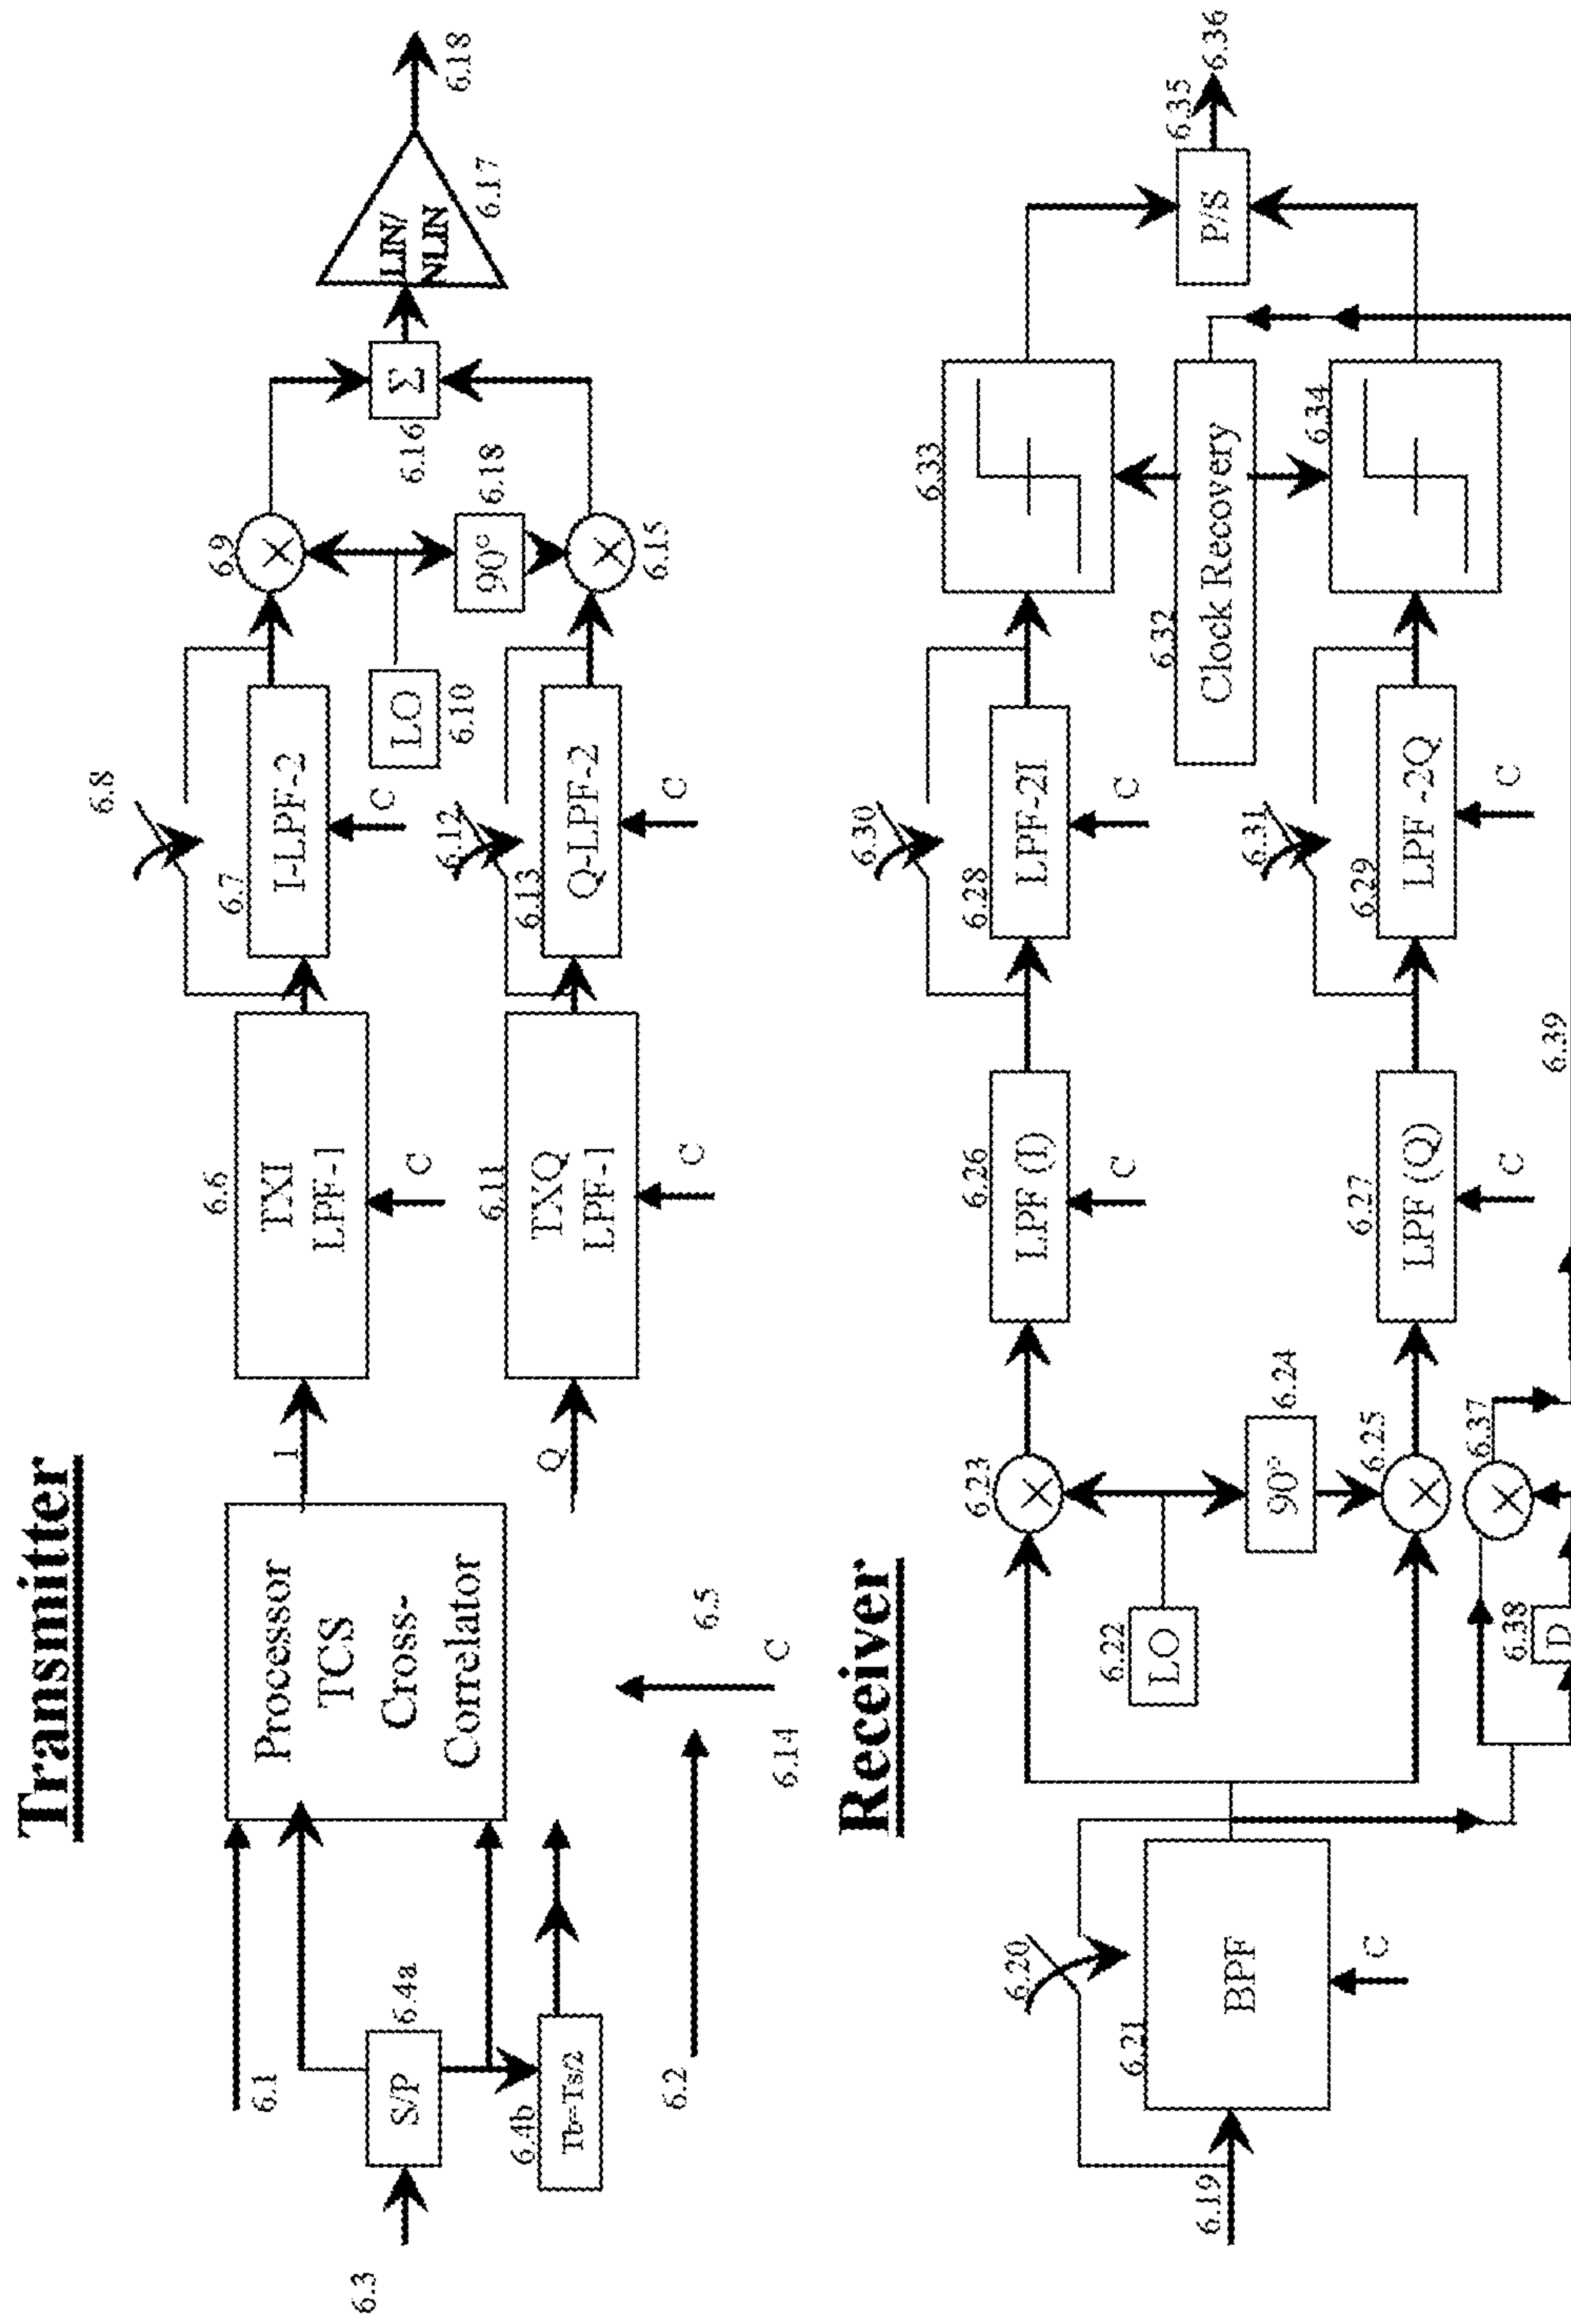 Transmitter
6.1
6.3
S/P
6.4a
6.4b
Tb=Ts/2
6.2
Processor
TCS
Cross-
Correlator
6.5
C
6.14
I
Q
6.6
TXI
LPF-1
C
6.11
TXQ
LPF-1
C
6.8
6.7
I-LPF-2
C
6.12
6.13
Q-LPF-2
C
LO
6.10
6.9
90°
6.18
6.15
Σ
6.16
LIN/
NLIN
6.17
6.18
Receiver
6.19
6.20
6.21
BPF
C
6.22
LO
6.23
90°
6.24
6.25
6.37
6.38
D
6.26
LPF (I)
C
6.27
LPF (Q)
C
6.39
6.30
6.28
LPF-2I
C
6.31
6.29
LPF -2Q
C
6.32
Clock Recovery
6.33
6.34
P/S
6.35
6.36